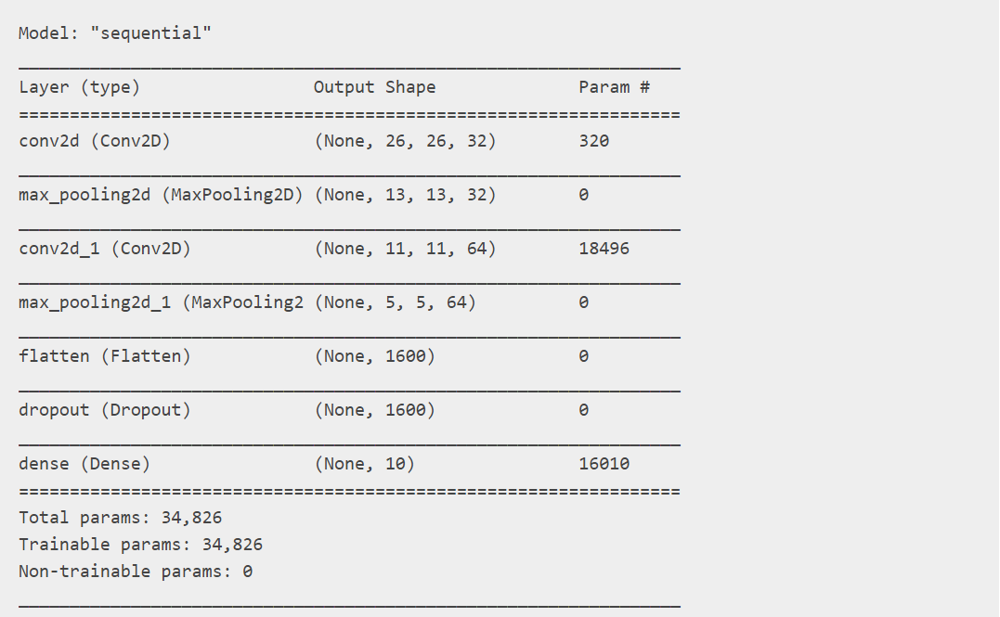 Model: "sequential"
_________________________________________________________________
Layer (type)                 Output Shape              Param #
=================================================================
conv2d (Conv2D)              (None, 26, 26, 32)        320
_________________________________________________________________
max_pooling2d (MaxPooling2D) (None, 13, 13, 32)        0
_________________________________________________________________
conv2d_1 (Conv2D)            (None, 11, 11, 64)        18496
_________________________________________________________________
max_pooling2d_1 (MaxPooling2 (None, 5, 5, 64)          0
_________________________________________________________________
flatten (Flatten)            (None, 1600)              0
_________________________________________________________________
dropout (Dropout)            (None, 1600)              0
_________________________________________________________________
dense (Dense)                (None, 10)                16010
=================================================================
Total params: 34,826
Trainable params: 34,826
Non-trainable params: 0
_________________________________________________________________